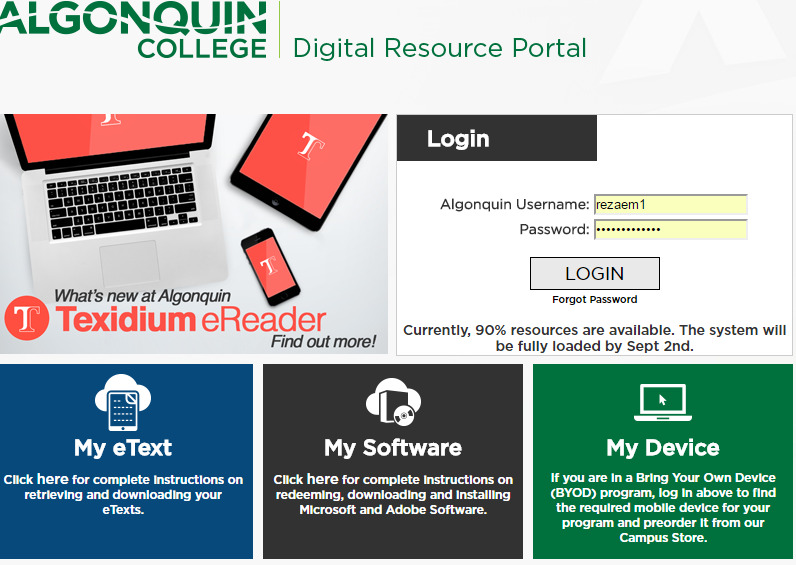 ALGONQUIN
COLLEGE
Digital Resource Portal
Login
Algonquin Username: rezaem1
Password: •••••••••••••
LOGIN
Forgot Password
Currently, 90% resources are available. The system will
be fully loaded by Sept 2nd.
What's new at Algonquin
Texidium eReader
Find out more!
My eText
Click here for complete instructions on
retrieving and downloading your
eTexts.
My Software
Click here for complete instructions on
redeeming, downloading and installing
Microsoft and Adobe Software.
My Device
If you are in a Bring Your Own Device
(BYOD) program, log in above to find
the required mobile device for your
program and preorder it from our
Campus Store.